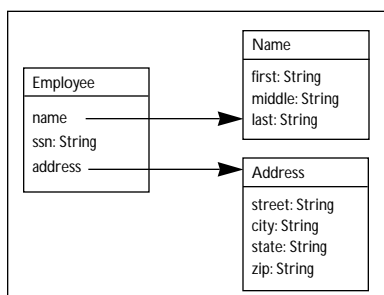 Employee
name
ssn: String
address
Name
first: String
middle: String
last: String
Address
street: String
city: String
state: String
zip: String